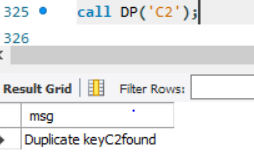 325 call DP('C2');
326
Result Grid Filter Rows:
msg
Duplicate keyC2found